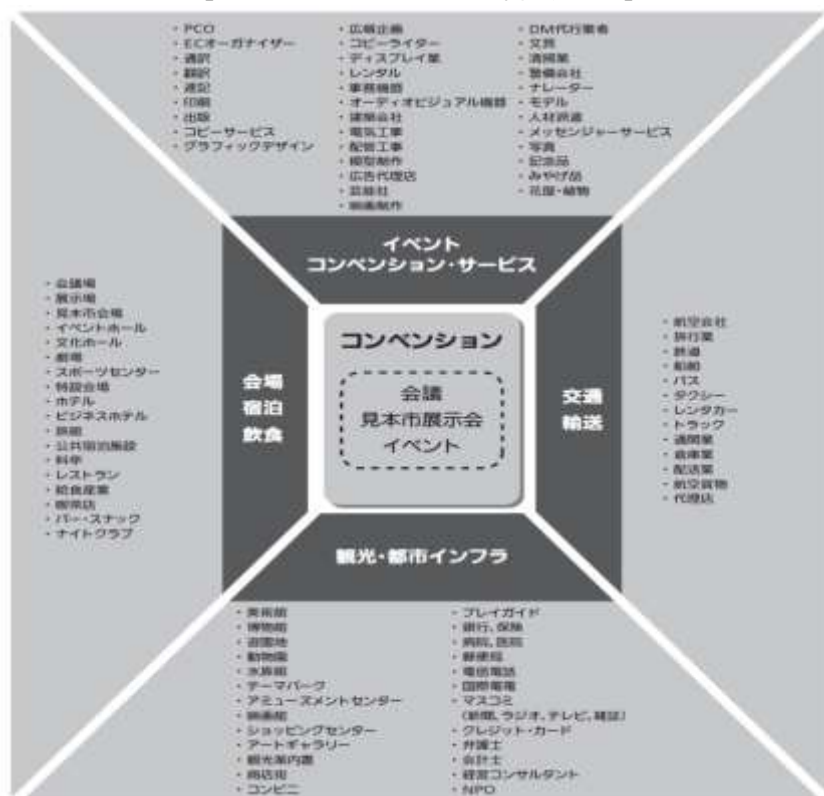 ・PCO
・ECオーガナイザー
・通訳
・翻訳
・速記
・印刷
・出版
・コピーサービス
・グラフィックデザイン
・広報企画
・コピーライター
・ディスプレイ業
・レンタル
・事務機器
・オーディオビジュアル機器
・建築会社
・電気工事
・配管工事
・模型制作
・広告代理店
・芸能社
・映画制作
・DM代行業者
・文具
・清掃業
・警備会社
・ナレーター
・モデル
・人材派遣
・メッセンジャーサービス
・写真
・記念品
・みやげ品
・花屋・植物
イベント
コンベンション・サービス
・会議場
・展示場
・見本市会場
・イベントホール
・文化ホール
・劇場
・スポーツセンター
・特設会場
・ホテル
・ビジネスホテル
・旅館
・公共宿泊施設
・料亭
・レストラン
・給食産業
・喫茶店
・バー・スナック
・ナイトクラブ
会場
宿泊
飲食
コンベンション
会議
見本市展示会
イベント
交通
輸送
・航空会社
・旅行業
・鉄道
・船舶
・バス
・タクシー
・レンタカー
・トラック
・通関業
・倉庫業
・配送業
・航空貨物
・代理店
観光・都市インフラ
・美術館
・博物館
・遊園地
・動物園
・水族館
・テーマパーク
・アミューズメントセンター
・映画館
・ショッピングセンター
・アートギャラリー
・観光案内書
・商店街
・コンビニ
・プレイガイド
・銀行、保険
・病院、医院
・郵便局
・電信電話
・国際電電
・マスコミ
（新聞、ラジオ、テレビ、雑誌）
・クレジット・カード
・弁護士
・会計士
・経営コンサルダント
・NPO